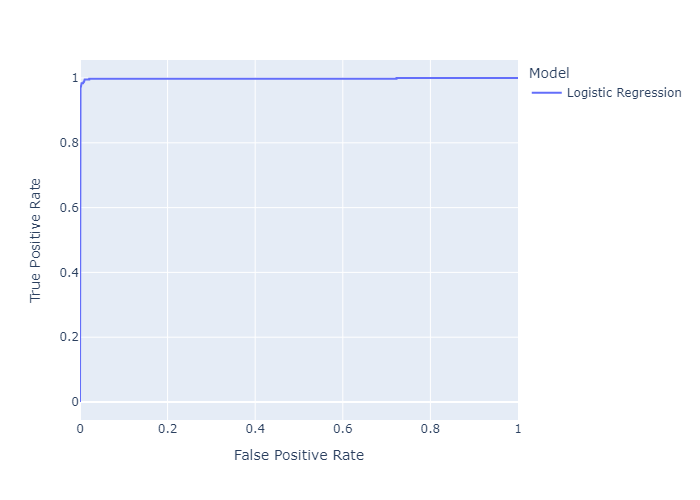 Model
Logistic Regression
True Positive Rate
1
0.8
0.6
0.4
0.2
0
0 0.2 0.4 0.6 0.8 1
False Positive Rate